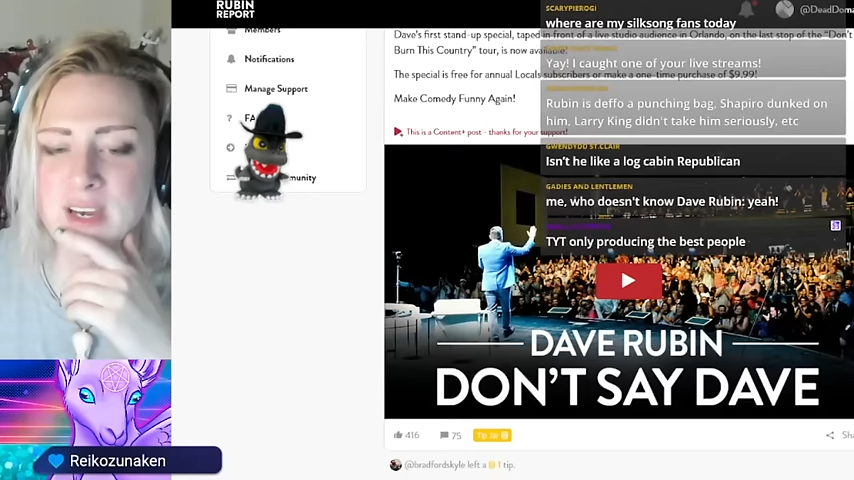 RUBIN
REPORT
Members
Notifications
Manage Support
FA
munity
Dave's first stand-up special, taped in front of a live studio audience in Orlando, on the last stop of the "Don't
Burn This Country" tour, is now available!
The special is free for annual Locals subscribers or make a one-time purchase of $9.99!
Make Comedy Funny Again!
This is a Content+ post - thanks for your support!
SCARYPIEROGI
where are my silksong fans today
@DeadDoma
Yay! I caught one of your live streams!
Rubin is deffo a punching bag, Shapiro dunked on
him, Larry King didn't take him seriously, etc
GWENDYDD ST.CLAIR
Isn't he like a log cabin Republican
GADIES AND LENTLEMEN
me, who doesn't know Dave Rubin: yeah!
TYT only producing the best people
DAVE RUBIN
DON'T SAY DAVE
416
75
Tip Jar
Sha
@bradfordskyle left a 1 tip.
Reikozunaken